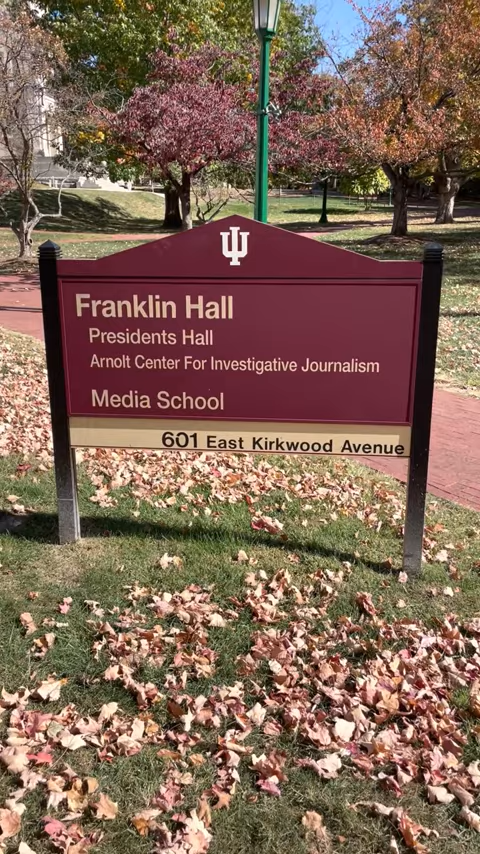 Franklin Hall
Presidents Hall
Arnolt Center For Investigative Journalism
Media School
601 East Kirkwood Avenue